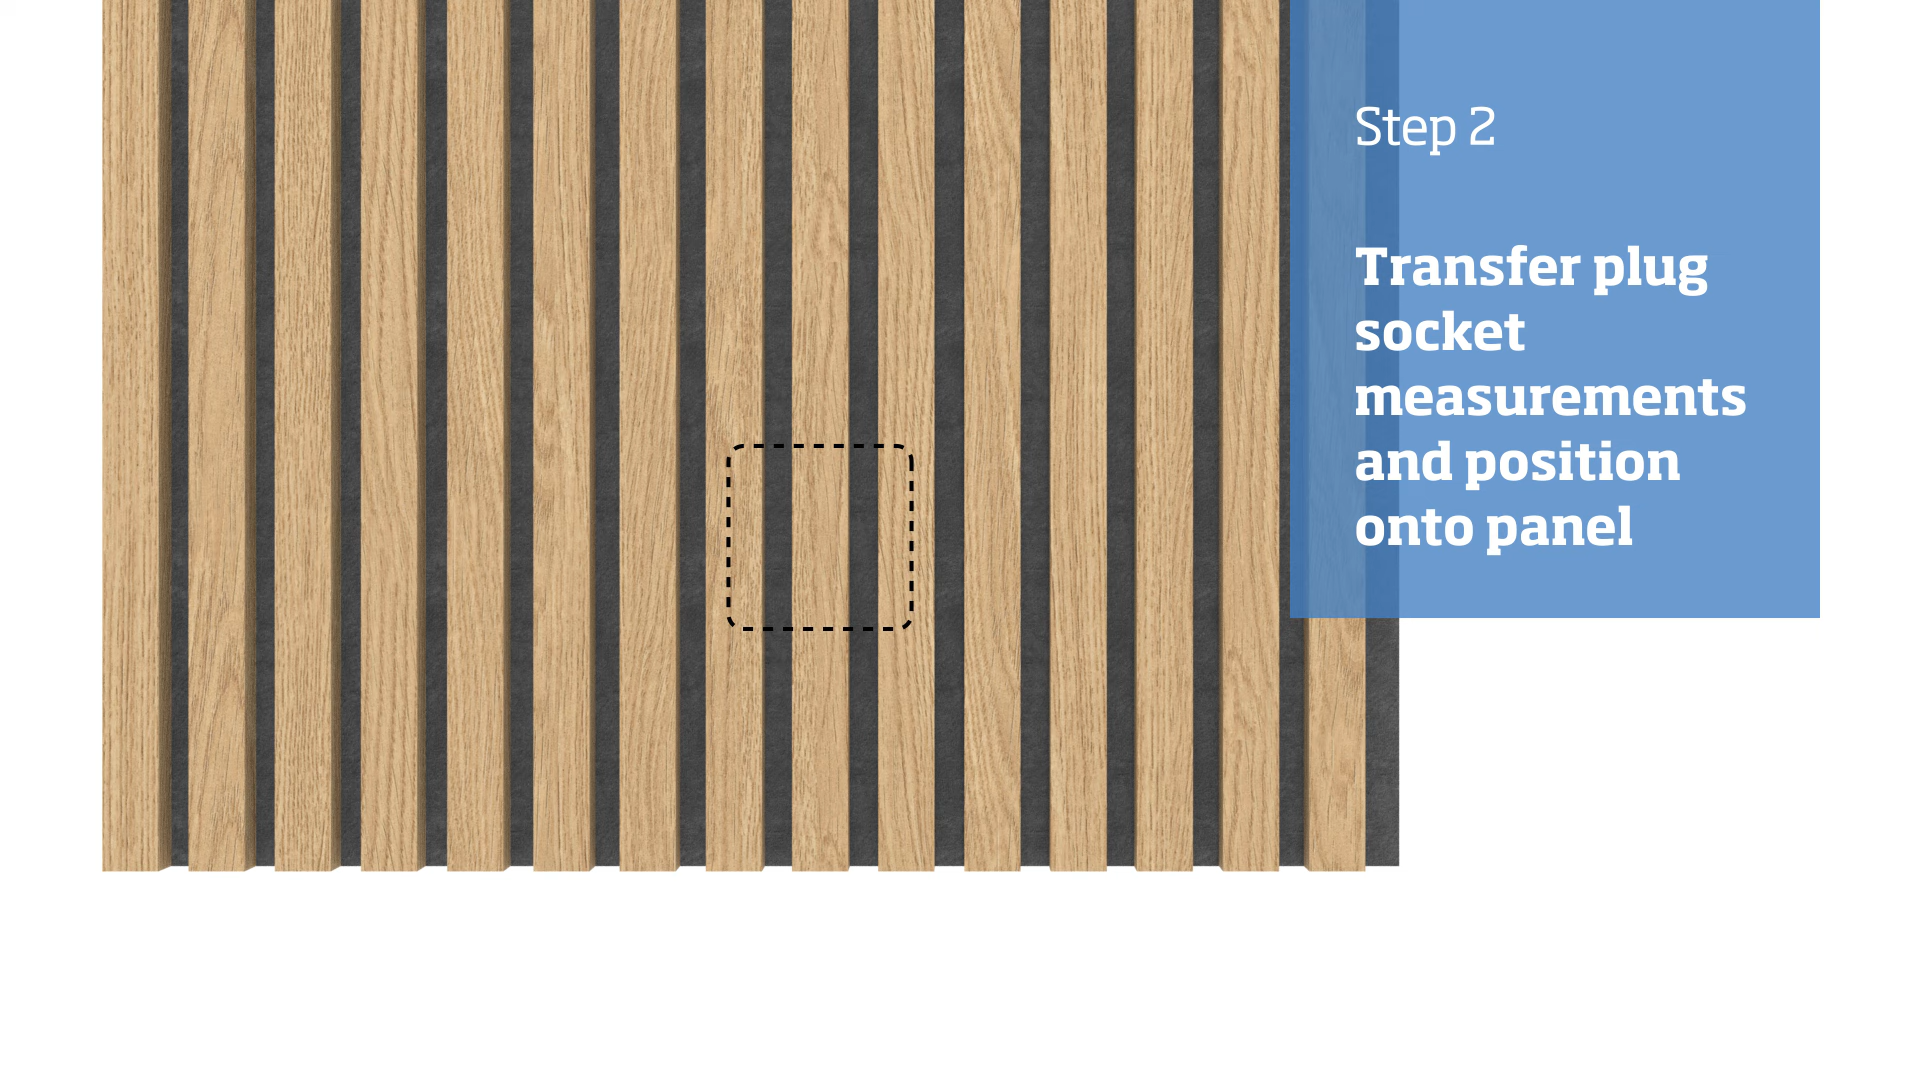 Step 2
Transfer plug
socket
measurements
and position
onto panel